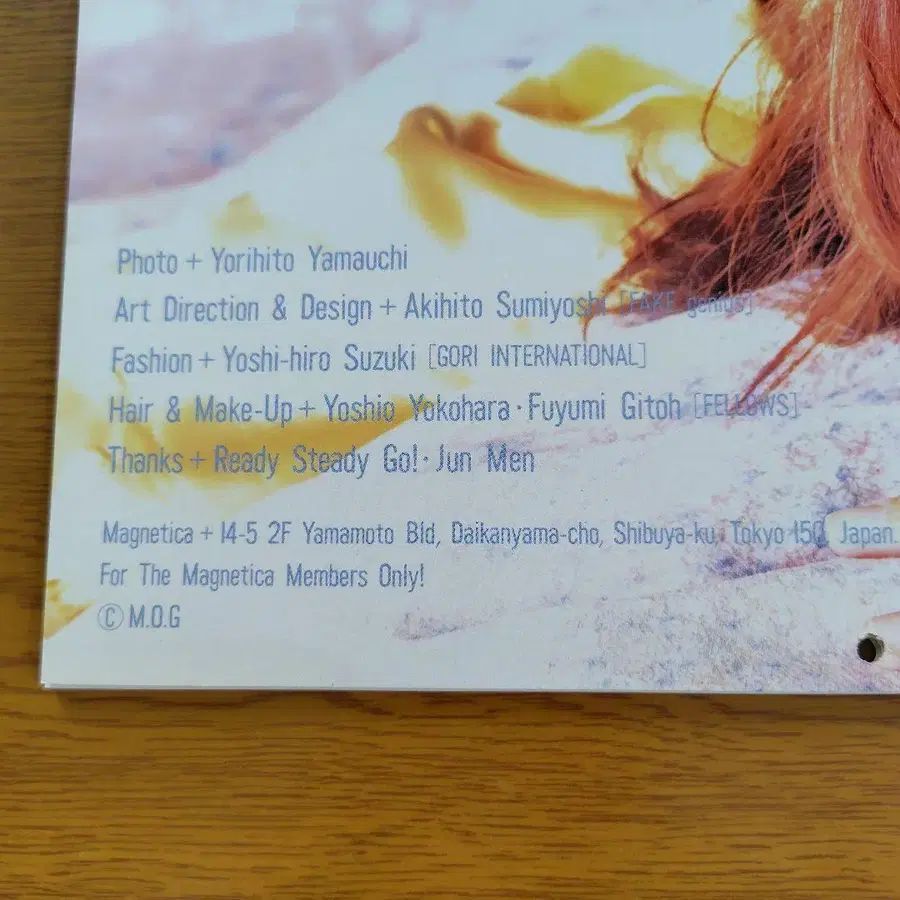 Photo + Yorihito Yamauchi
Art Direction & Design + Akihito Sumiyoshi [FAKE genius]
Fashion + Yoshi-hiro Suzuki [GORI INTERNATIONAL]
Hair & Make-Up + Yoshio Yokohara · Fuyumi Gitoh [FELLOWS]
Thanks + Ready Steady Go! · Jun Men
Magnetica + 14-5 2F Yamamoto Bld, Daikanyama-cho, Shibuya-ku, Tokyo 150, Japan.
For The Magnetica Members Only!
Ⓒ M.O.G